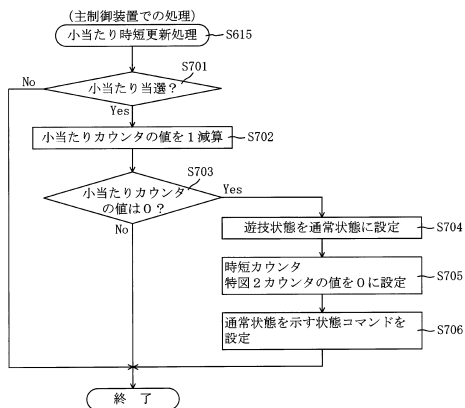 (主制御装置での処理)
小当たり時短更新処理
S615
S701
No
小当たり当選?
Yes
小当たりカウンタの値を1減算
S702
S703
小当たりカウンタ
の値は0?
Yes
No
遊技状態を通常状態に設定
S704
時短カウンタ
特図2カウンタの値を0に設定
S705
通常状態を示す状態コマンドを
設定
S706
終 了